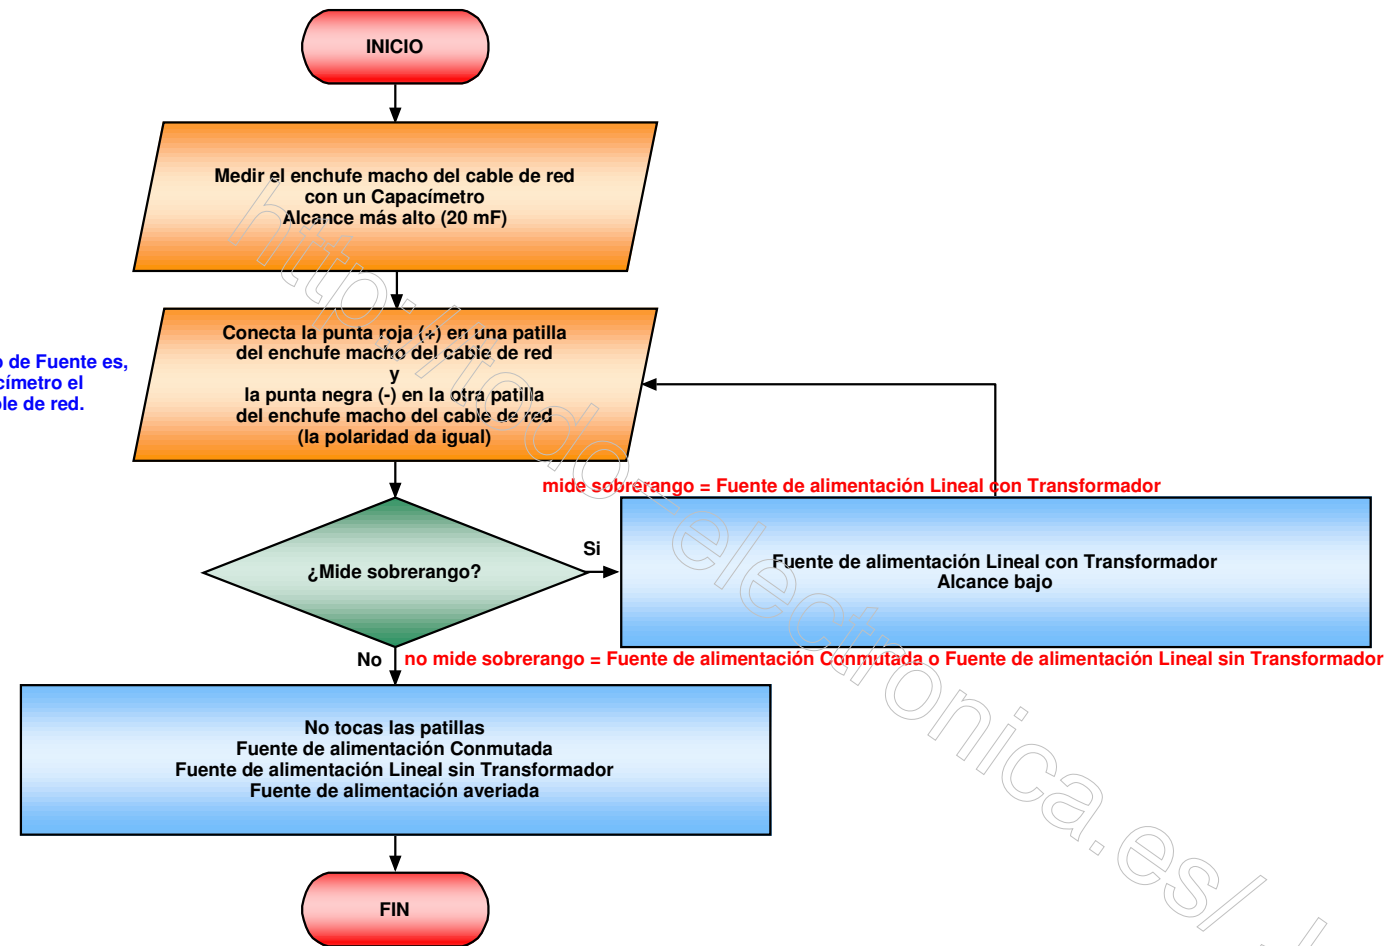 INICIO
Medir el enchufe macho del cable de red
con un Capacímetro
Alcance más alto (20 mF)
Conecta la punta roja (+) en una patilla
del enchufe macho del cable de red
y
la punta negra (-) en la otra patilla
del enchufe macho del cable de red
(la polaridad da igual)
de Fuente es,
el
de red.
mide sobrerango = Fuente de alimentación Lineal con Transformador
¿Mide sobrerango?
Si
Fuente de alimentación Lineal con Transformador
Alcance bajo
No
no mide sobrerango = Fuente de alimentación Conmutada o Fuente de alimentación Lineal sin Transformador
No tocas las patillas
Fuente de alimentación Conmutada
Fuente de alimentación Lineal sin Transformador
Fuente de alimentación averiada
FIN
http://todo-electronica.es/